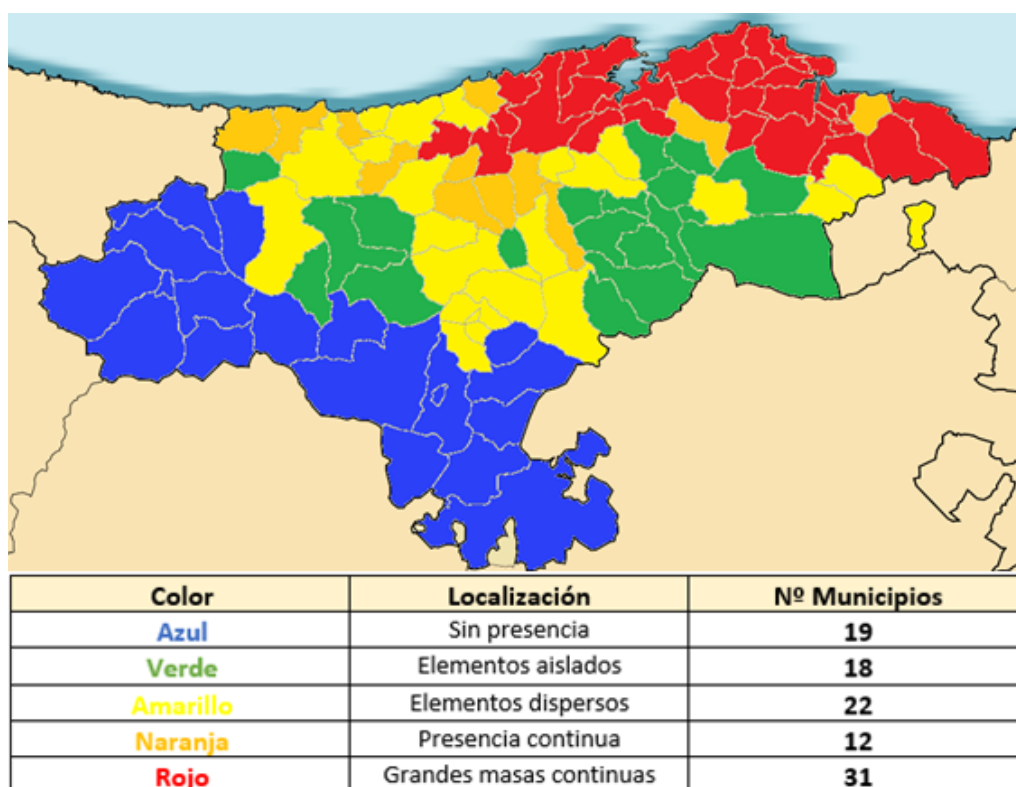 Color Localización Nº Municipios
Azul Sin presencia 19
Verde Elementos aislados 18
Amarillo Elementos dispersos 22
Naranja Presencia continua 12
Rojo Grandes masas continuas 31